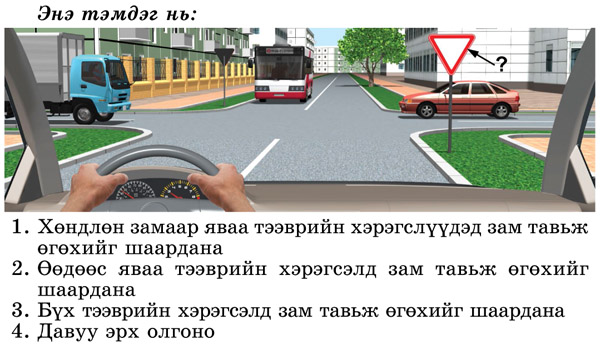 Энэ тэмдэг нь:
?
1. Хөндлөн замаар яваа тээврийн хэрэгслүүдэд зам тавьж
өгөхийг шаардана
2. Өөдөөс яваа тээврийн хэрэгсэлд зам тавьж өгөхийг
шаардана
3. Бүх тээврийн хэрэгсэлд зам тавьж өгөхийг шаардана
4. Давуу эрх олгоно